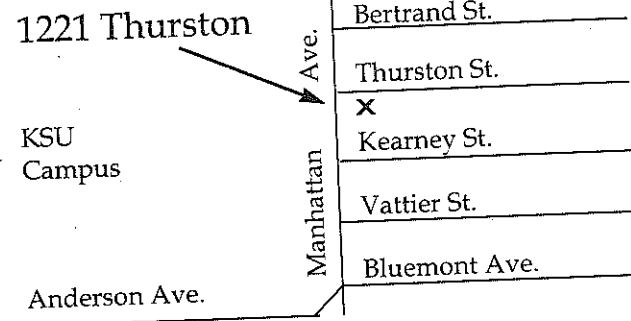 1221 Thurston
Bertrand St.
Thurston St.
X
KSU
Campus
Kearney St.
Vattier St.
Manhattan Ave.
Bluemont Ave.
Anderson Ave.